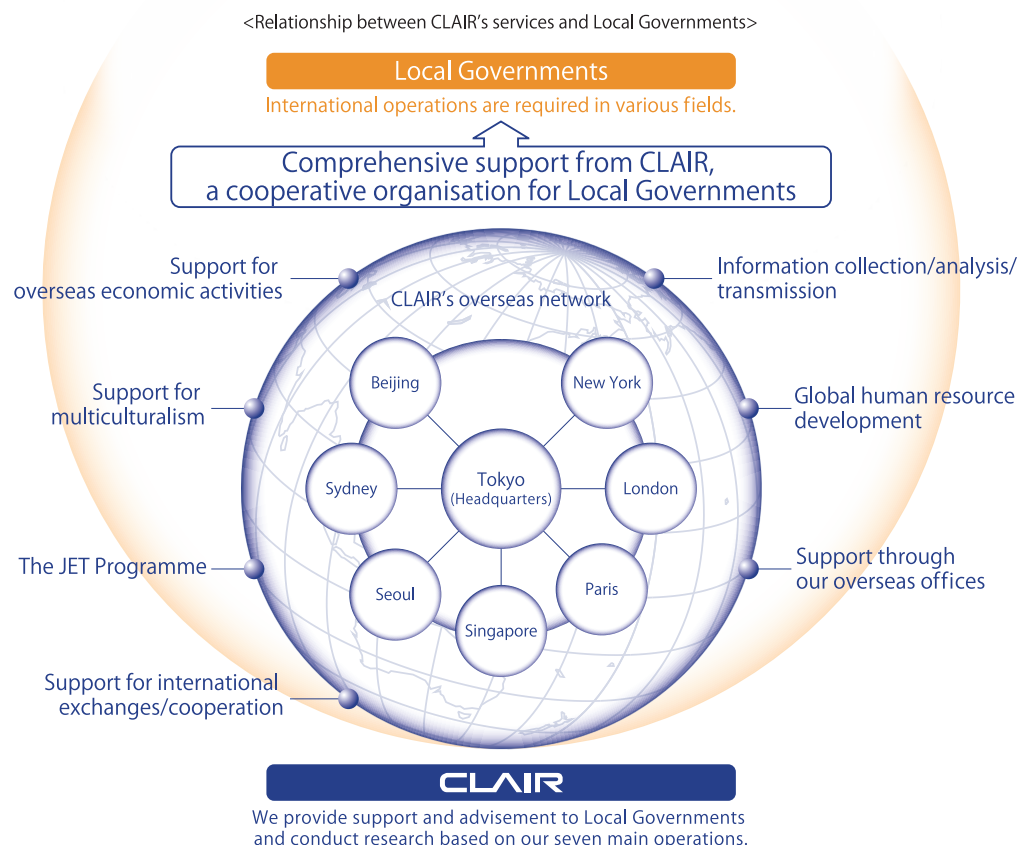 <Relationship between CLAIR's services and Local Governments>
Local Governments
International operations are required in various fields.
Comprehensive support from CLAIR,
a cooperative organisation for Local Governments
Support for
overseas economic activities
Information collection/analysis/
transmission
CLAIR's overseas network
Beijing
New York
Support for
multiculturalism
Global human resource
development
Sydney
Tokyo
(Headquarters)
London
The JET Programme
Support through
our overseas offices
Seoul
Paris
Singapore
Support for international
exchanges/cooperation
CLAIR
We provide support and advisement to Local Governments
and conduct research based on our seven main operations.